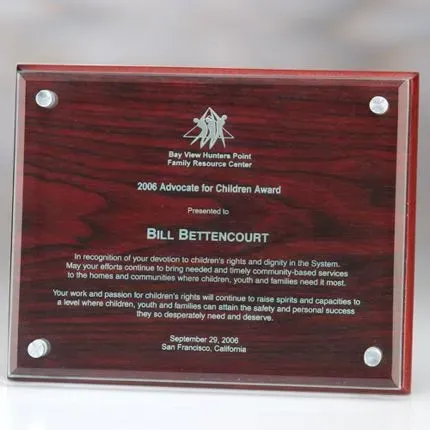 Bay View Hunters Point
Family Resource Center
2006 Advocate for Children Award
Presented to
BILL BETTENCOURT
In recognition of your devotion to children's rights and dignity in the System.
May your efforts continue to bring needed and timely community-based services
to the homes and communities where children, youth and families need it most.
Your work and passion for children's rights will continue to raise spirits and capacities to
a level where children, youth and families can attain the safety and personal success
they so desperately need and deserve.
September 29, 2006
San Francisco, California